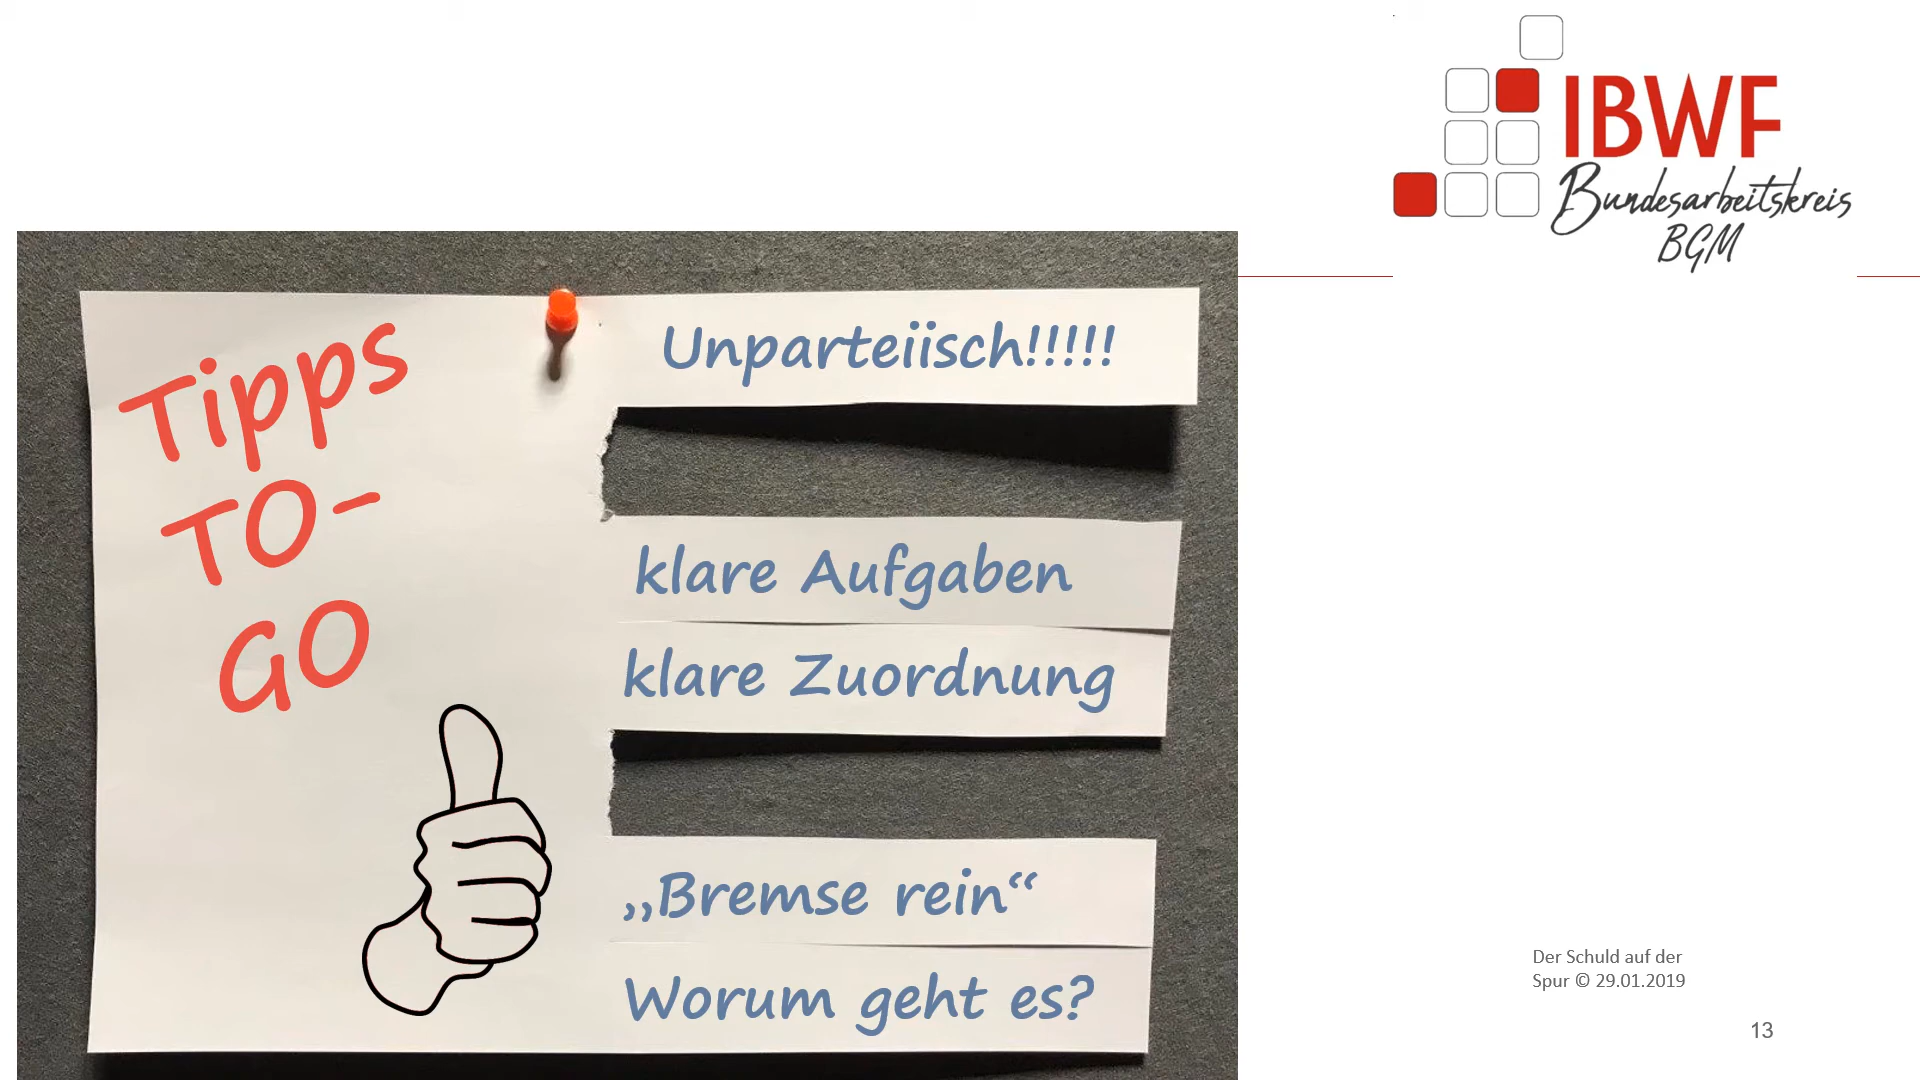 IBWF
Bundesarbeitskreis
BGM
Tipps
TO-
GO
Unparteiisch!!!!!
klare Aufgaben
klare Zuordnung
„Bremse rein“
Worum geht es?
Der Schuld auf der
Spur © 29.01.2019
13